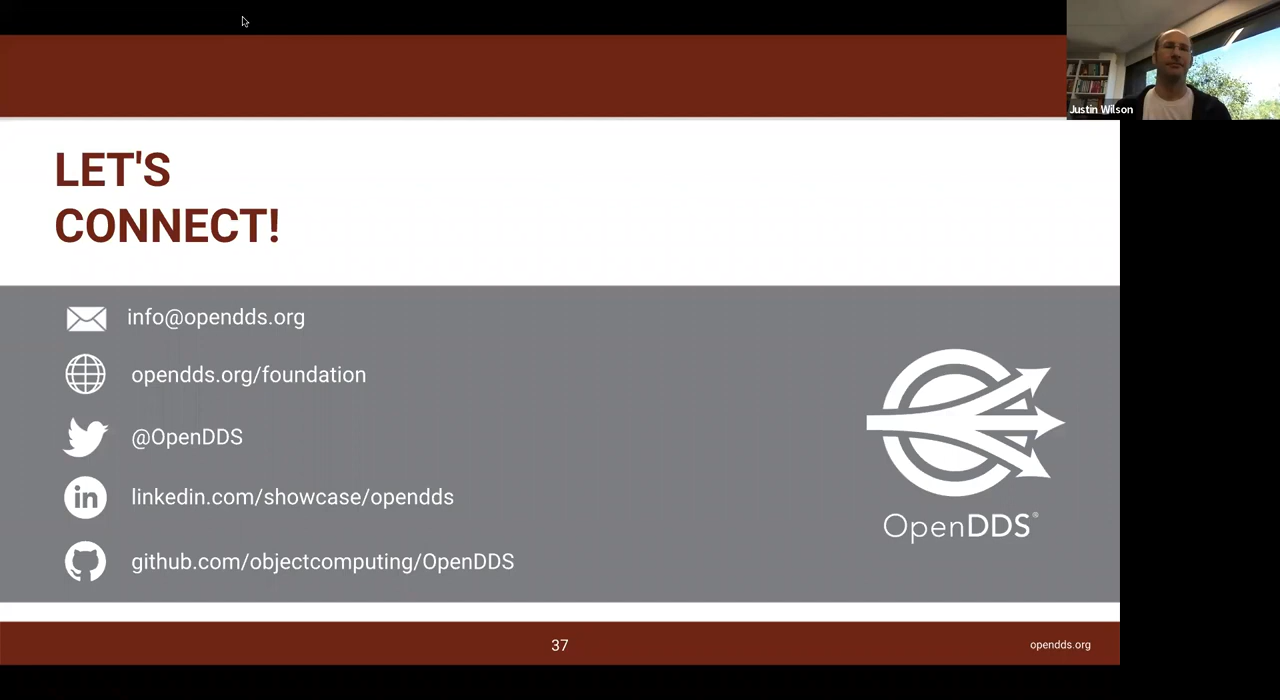 Justin Wilson
LET'S
CONNECT!
info@opendds.org
opendds.org/foundation
@OpenDDS
in
linkedin.com/showcase/opendds
github.com/objectcomputing/OpenDDS
OpenDDS®
37
opendds.org